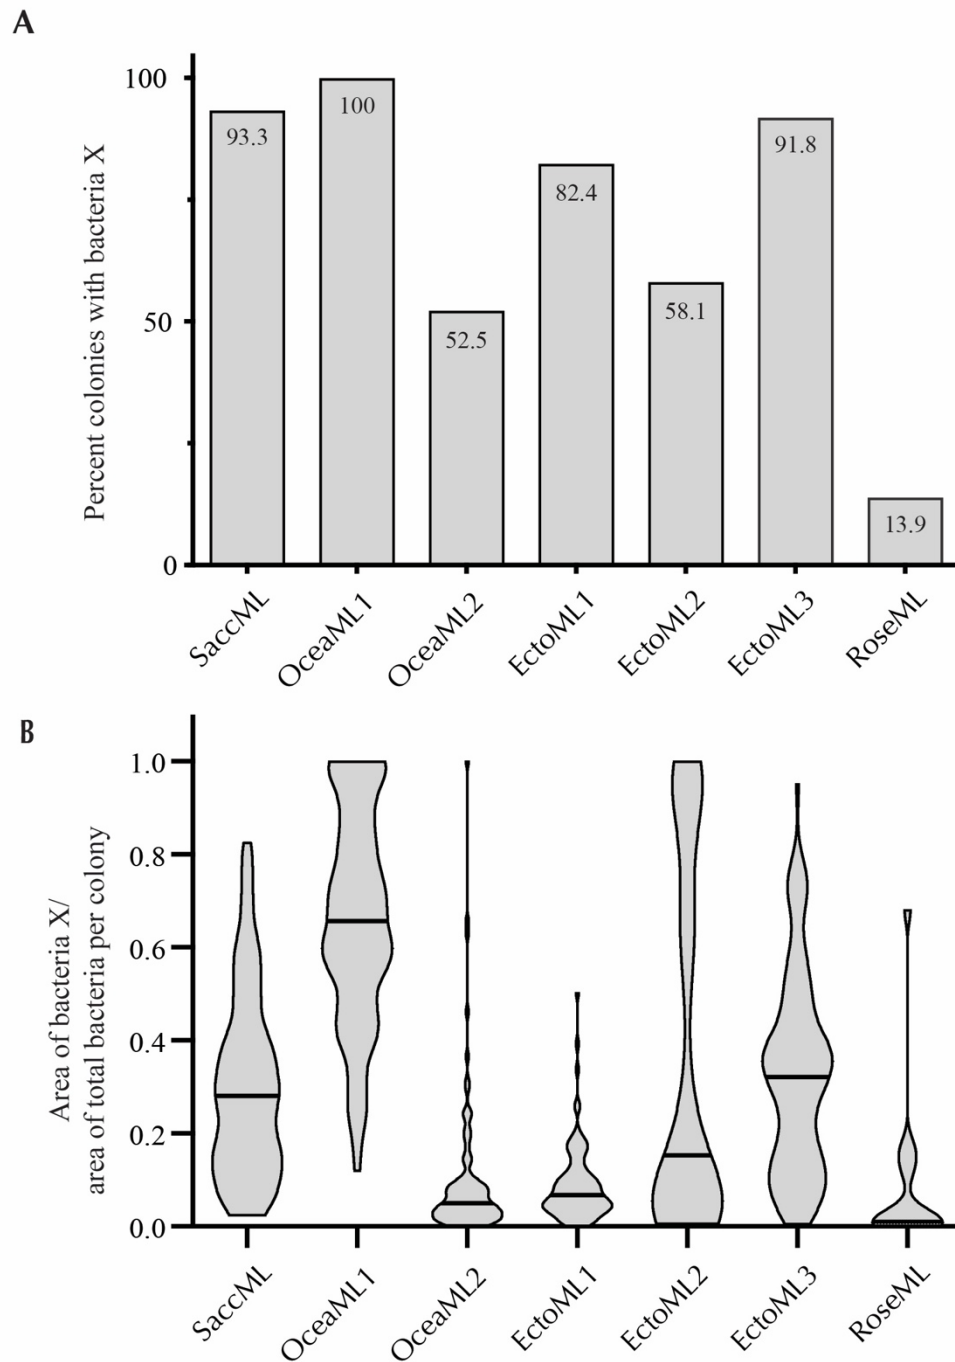 A
Percent colonies with bacteria X
100
50
0
93.3
100
52.5
82.4
58.1
91.8
13.9
SaccML
OceaML1
OceaML2
EctoML1
EctoML2
EctoML3
RoseML
B
Area of bacteria X/
area of total bacteria per colony
1.0
0.8
0.6
0.4
0.2
0.0
SaccML
OceaML1
OceaML2
EctoML1
EctoML2
EctoML3
RoseML